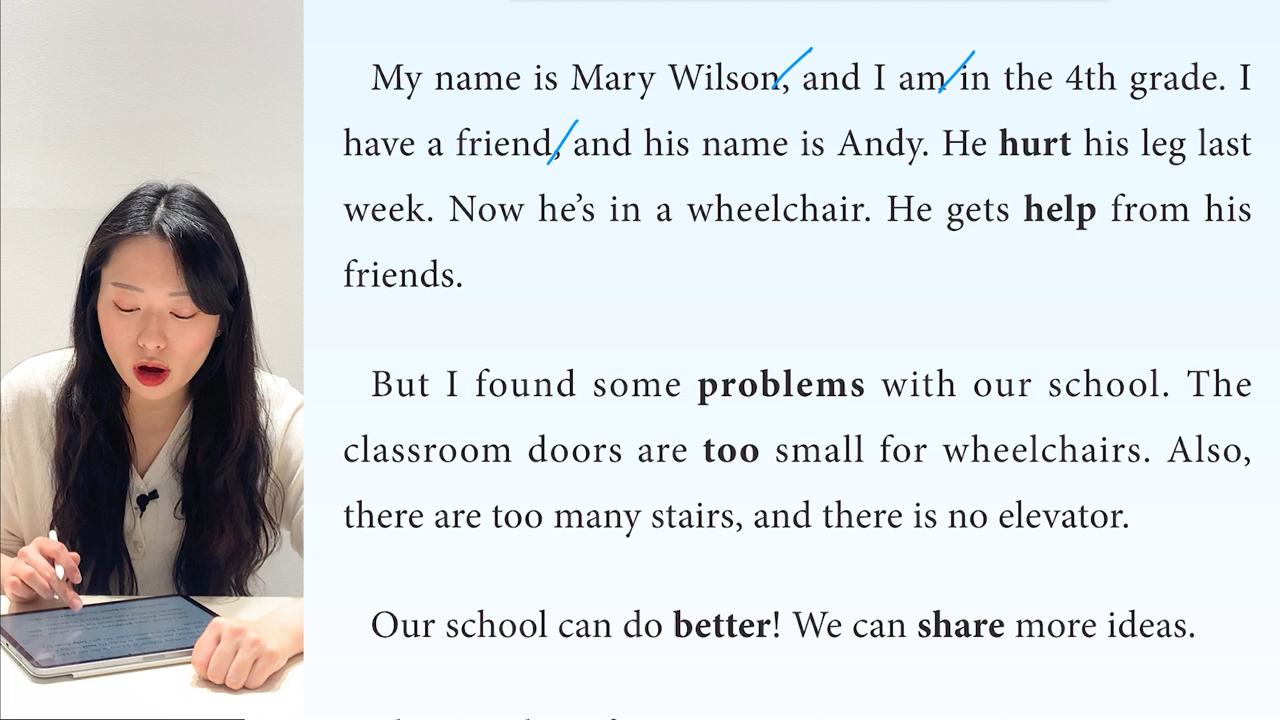 My name is Mary Wilson, and I am in the 4th grade. I
have a friend, and his name is Andy. He hurt his leg last
week. Now he's in a wheelchair. He gets help from his
friends.
But I found some problems with our school. The
classroom doors are too small for wheelchairs. Also,
there are too many stairs, and there is no elevator.
Our school can do better! We can share more ideas.